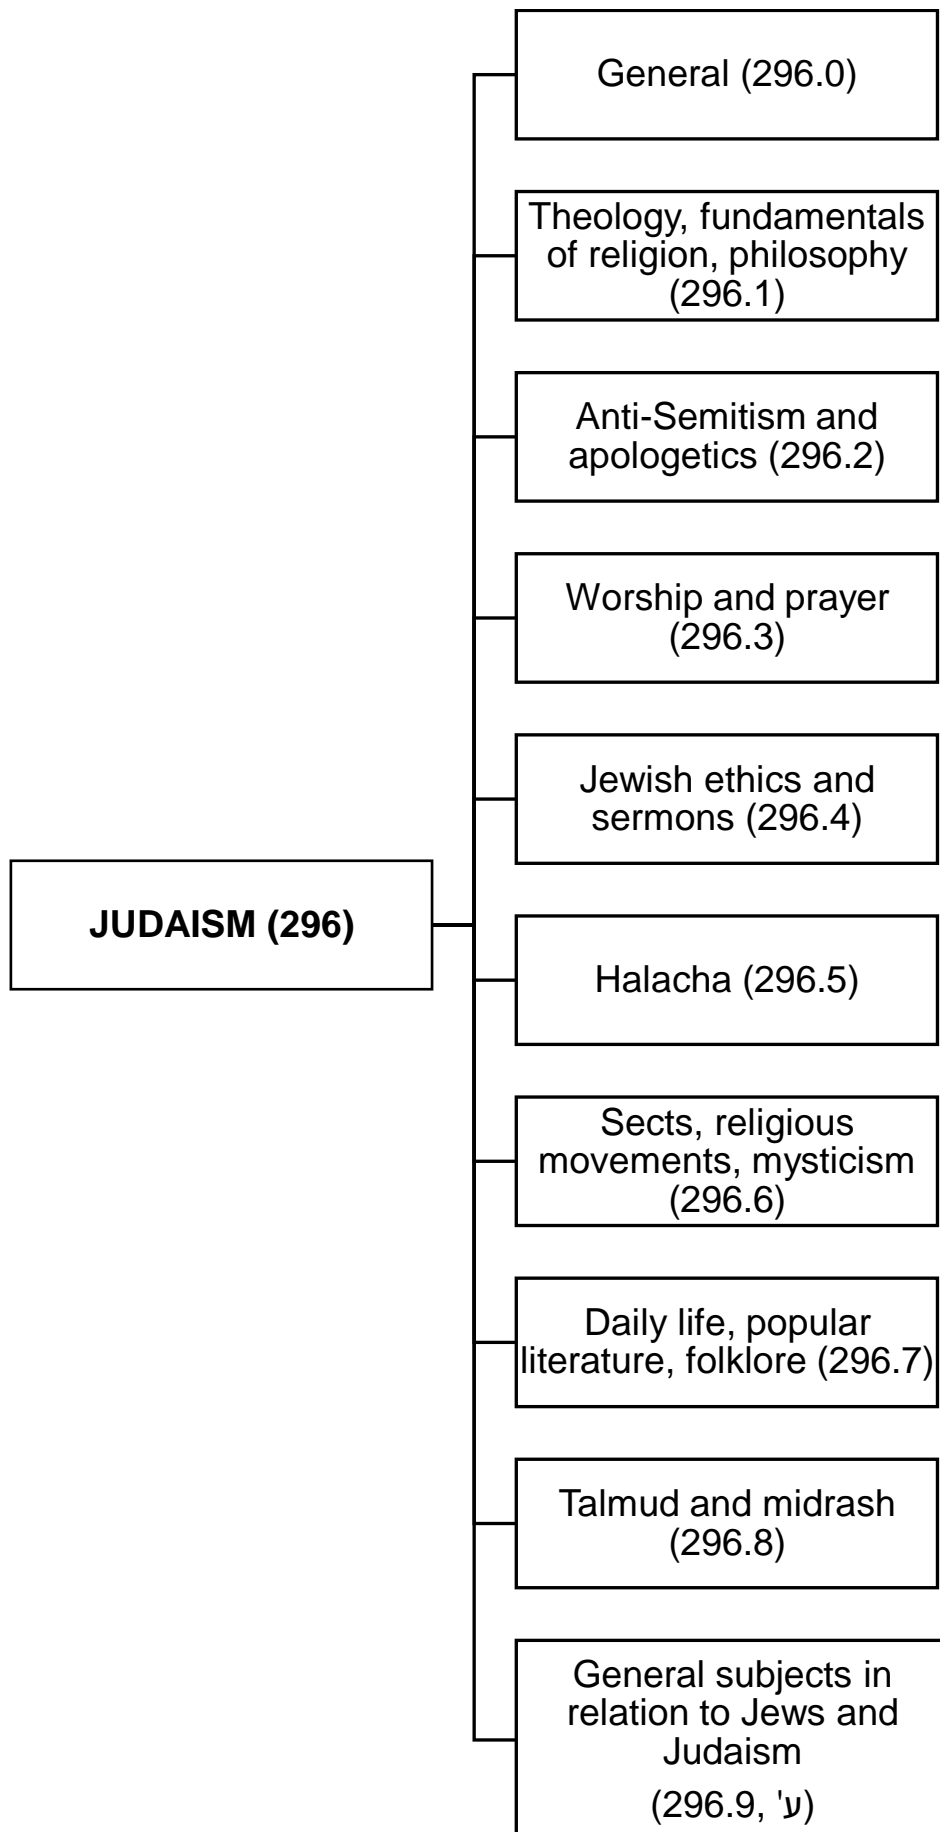 General (296.0)
Theology, fundamentals
of religion, philosophy
(296.1)
Anti-Semitism and
apologetics (296.2)
Worship and prayer
(296.3)
Jewish ethics and
sermons (296.4)
JUDAISM (296)
Halacha (296.5)
Sects, religious
movements, mysticism
(296.6)
Daily life, popular
literature, folklore (296.7)
Talmud and midrash
(296.8)
General subjects in
relation to Jews and
Judaism
(296.9, 'ע)